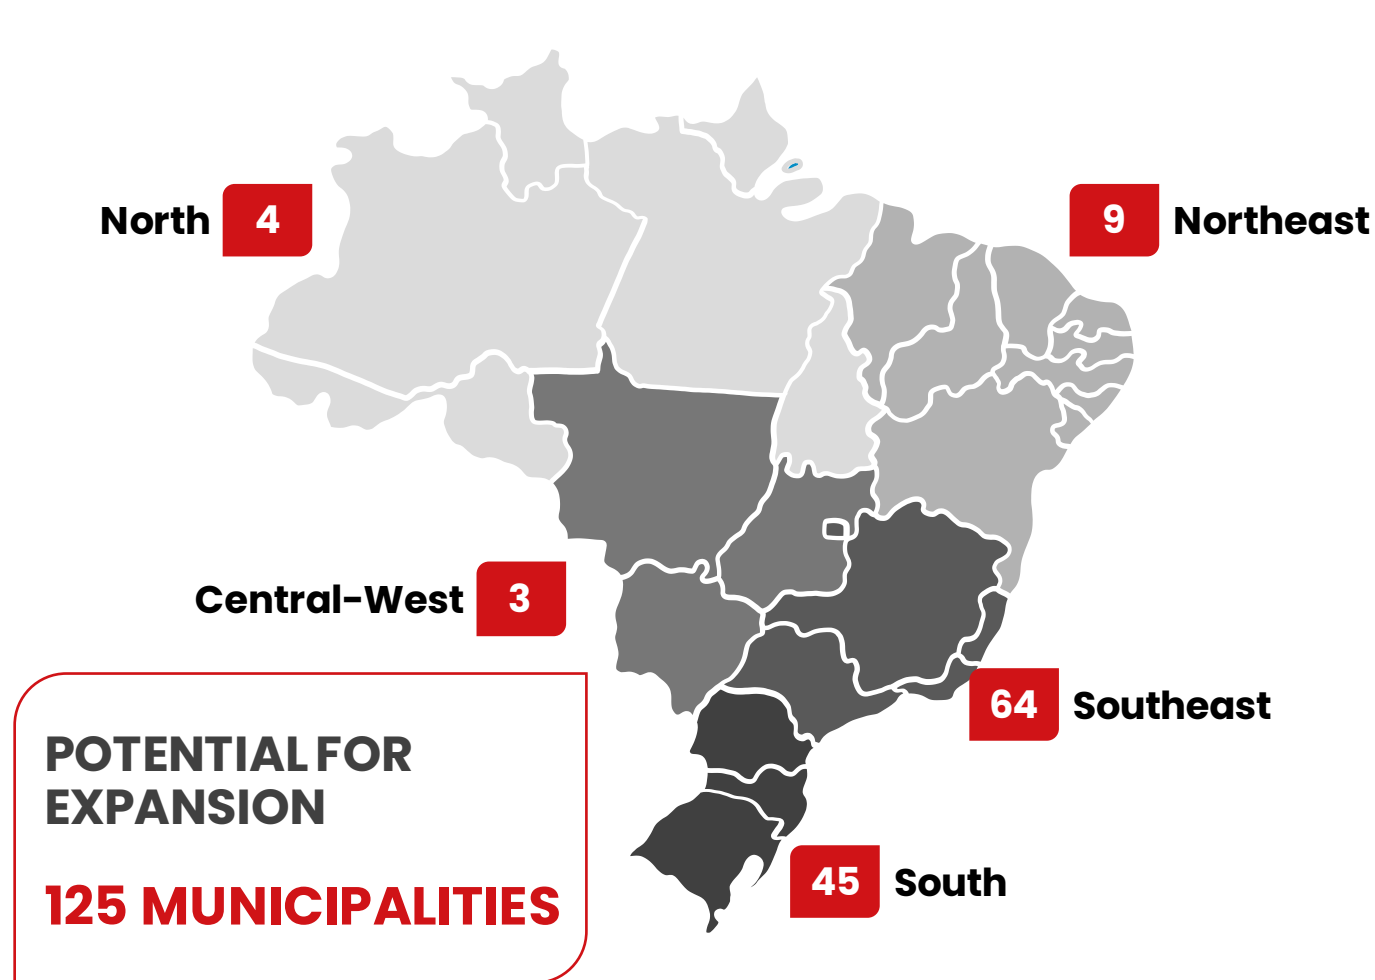 North 4
9 Northeast
Central-West 3
64 Southeast
POTENTIAL FOR
EXPANSION
125 MUNICIPALITIES
45 South